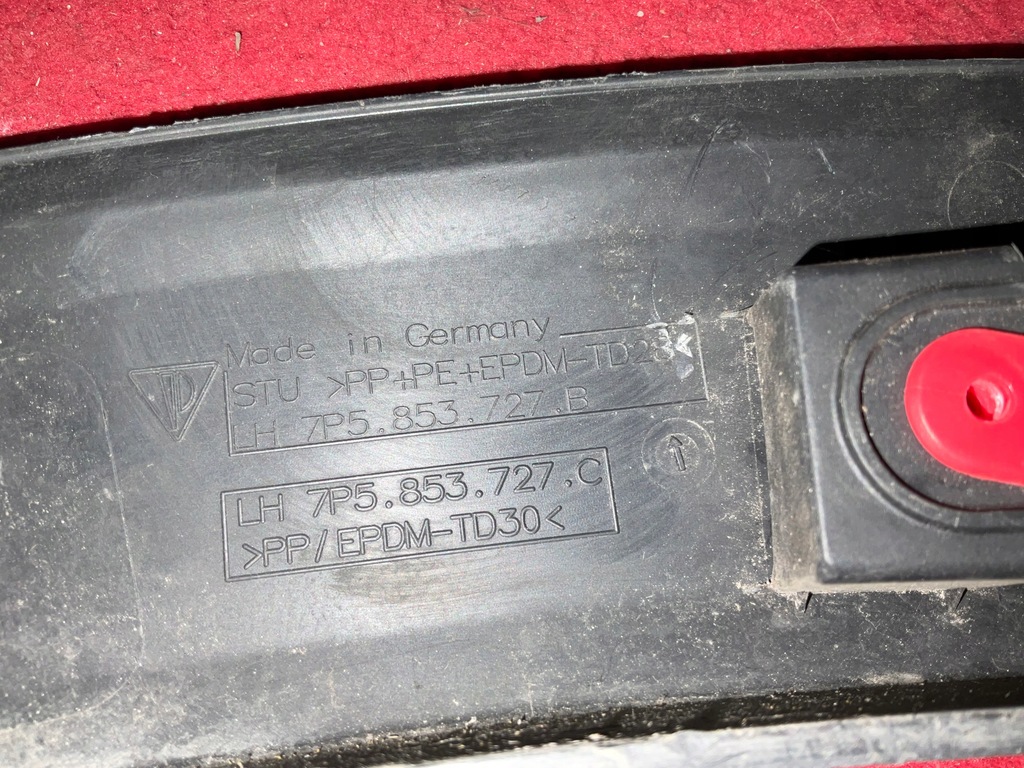 Made in Germany
STU >PP+PE+EPDM-TD23<
LH 7P5.853.727.B
LH 7P5.853.727.C
>PP/EPDM-TD30<